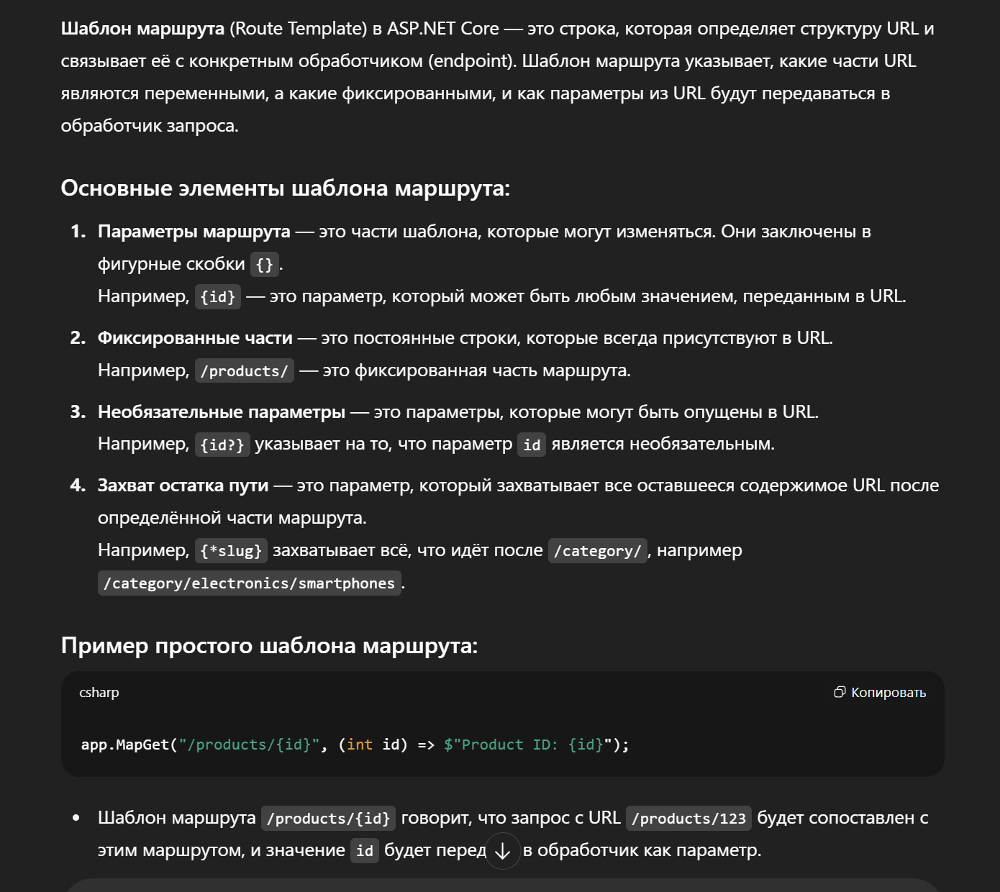 Шаблон маршрута (Route Template) в ASP.NET Core — это строка, которая определяет структуру URL и
связывает её с конкретным обработчиком (endpoint). Шаблон маршрута указывает, какие части URL
являются переменными, а какие фиксированными, и как параметры из URL будут передаваться в
обработчик запроса.
Основные элементы шаблона маршрута:
1. Параметры маршрута — это части шаблона, которые могут изменяться. Они заключены в
фигурные скобки {}.
Например, {id} — это параметр, который может быть любым значением, переданным в URL.
2. Фиксированные части — это постоянные строки, которые всегда присутствуют в URL.
Например, /products/ — это фиксированная часть маршрута.
3. Необязательные параметры — это параметры, которые могут быть опущены в URL.
Например, {id?} указывает на то, что параметр id является необязательным.
4. Захват остатка пути — это параметр, который захватывает все оставшееся содержимое URL после
определённой части маршрута.
Например, {*slug} захватывает всё, что идёт после /category/, например
/category/electronics/smartphones.
Пример простого шаблона маршрута:
csharp
Копировать
app.MapGet("/products/{id}", (int id) => $"Product ID: {id}");
• Шаблон маршрута /products/{id} говорит, что запрос с URL /products/123 будет сопоставлен с
этим маршрутом, и значение id будет перед в обработчик как параметр.